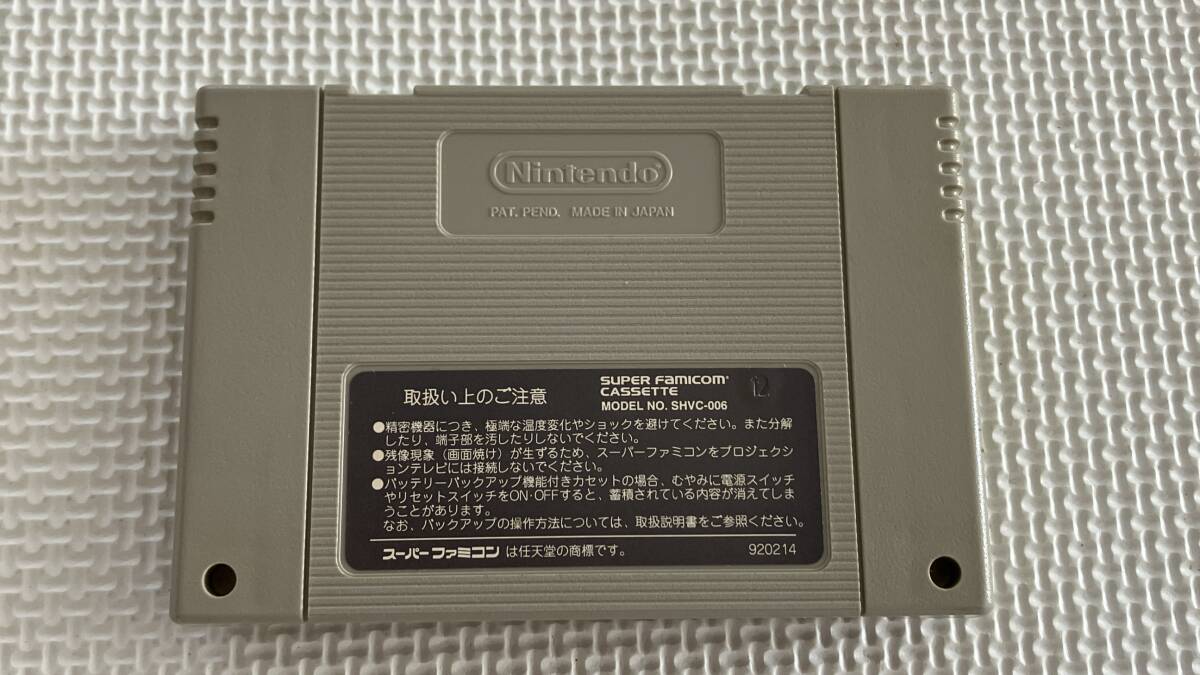 Nintendo®
PAT. PEND. MADE IN JAPAN
取扱い上のご注意
SUPER FAMICOM®
CASSETTE
MODEL NO. SHVC-006
12
●精密機器につき、極端な温度変化やショックを避けてください。また分解
したり、端子部を汚したりしないでください。
●残像現象（画面焼け）が生ずるため、スーパーファミコンをプロジェクシ
ョンテレビには接続しないでください。
●バッテリーバックアップ機能付きカセットの場合、むやみに電源スイッチ
やリセットスイッチをON・OFFすると、蓄積されている内容が消えてしま
うことがあります。
なお、バックアップの操作方法については、取扱説明書をご参照ください。
スーパーファミコンは任天堂の商標です。
920214